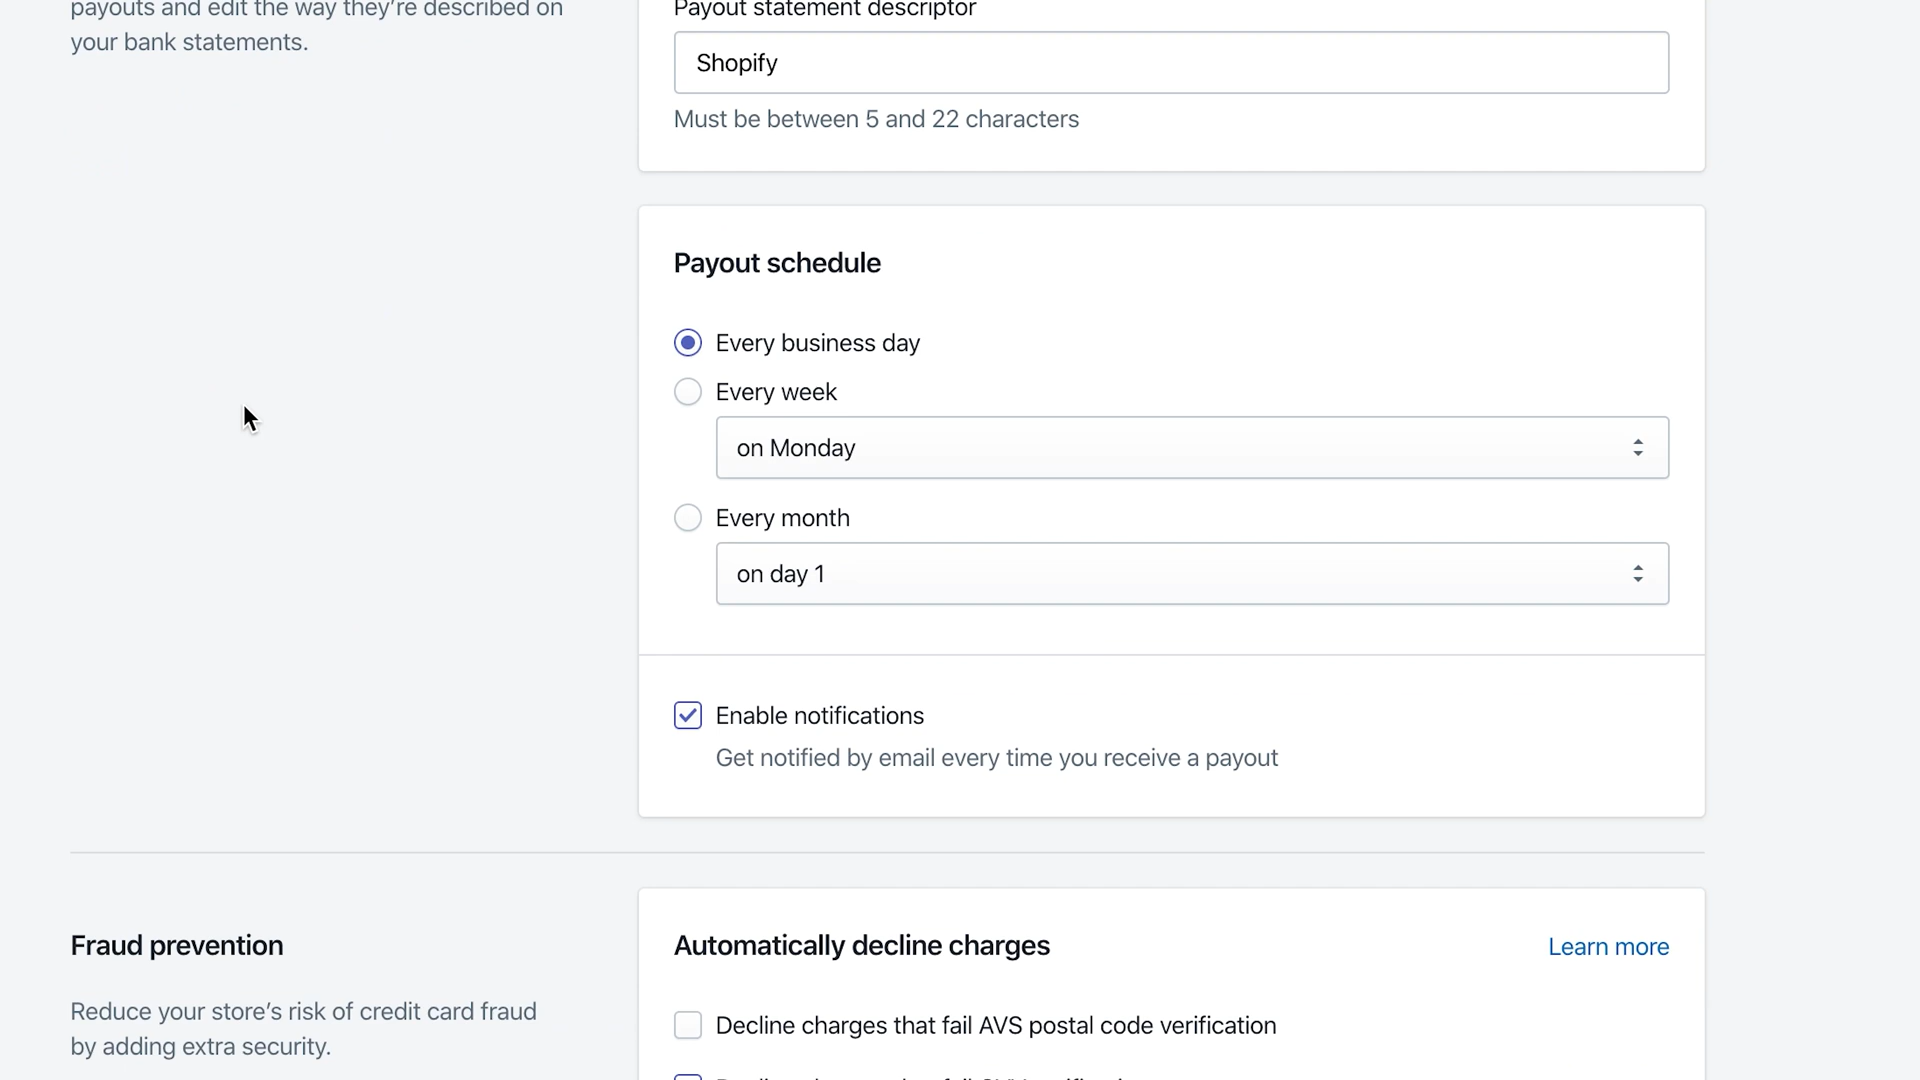 payouts and edit the way they're described on
your bank statements.
Payout statement descriptor
Shopify
Must be between 5 and 22 characters
Payout schedule
Every business day
Every week
on Monday
Every month
on day 1
Enable notifications
Get notified by email every time you receive a payout
Fraud prevention
Reduce your store's risk of credit card fraud
by adding extra security.
Automatically decline charges
Learn more
Decline charges that fail AVS postal code verification